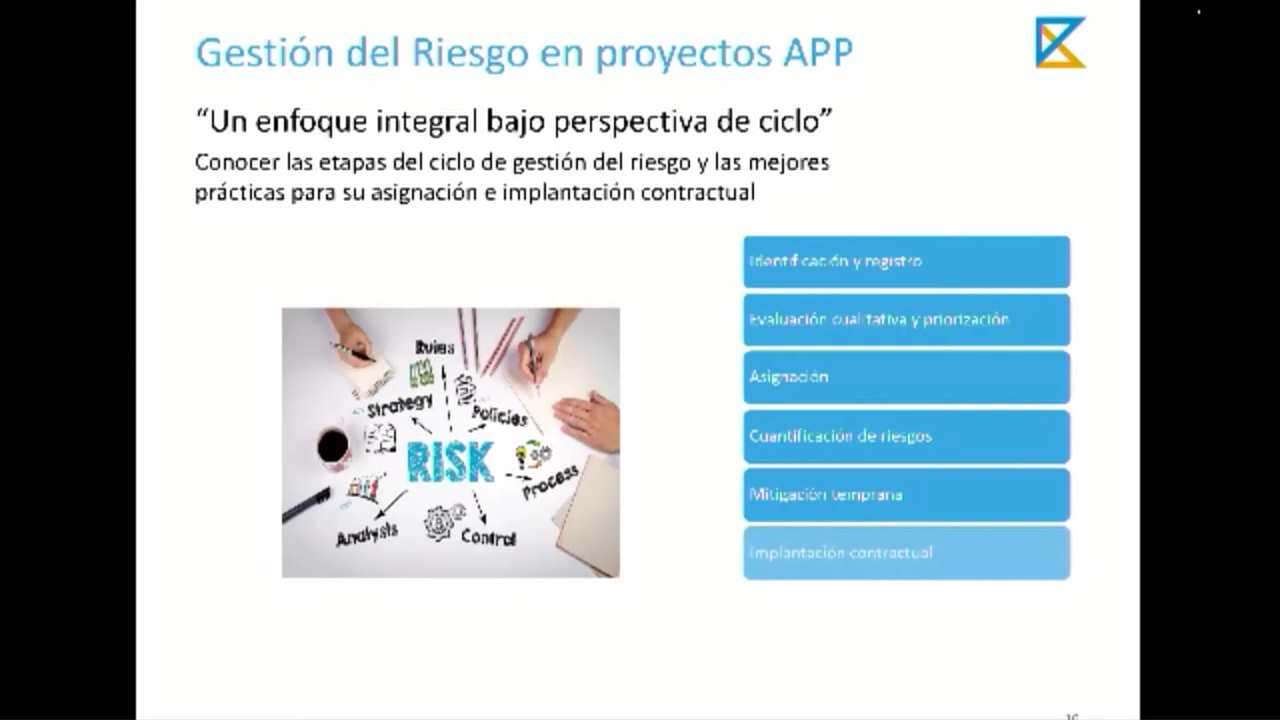 Gestión del Riesgo en proyectos APP
“Un enfoque integral bajo perspectiva de ciclo”
Conocer las etapas del ciclo de gestión del riesgo y las mejores
prácticas para su asignación e implantación contractual
Identificación y registro
Evaluación cualitativa y priorización
Asignación
Cuantificación de riesgos
Mitigación temprana
Implantación contractual
Rules
Strategy
Policies
RISK
Process
Analysis
Control